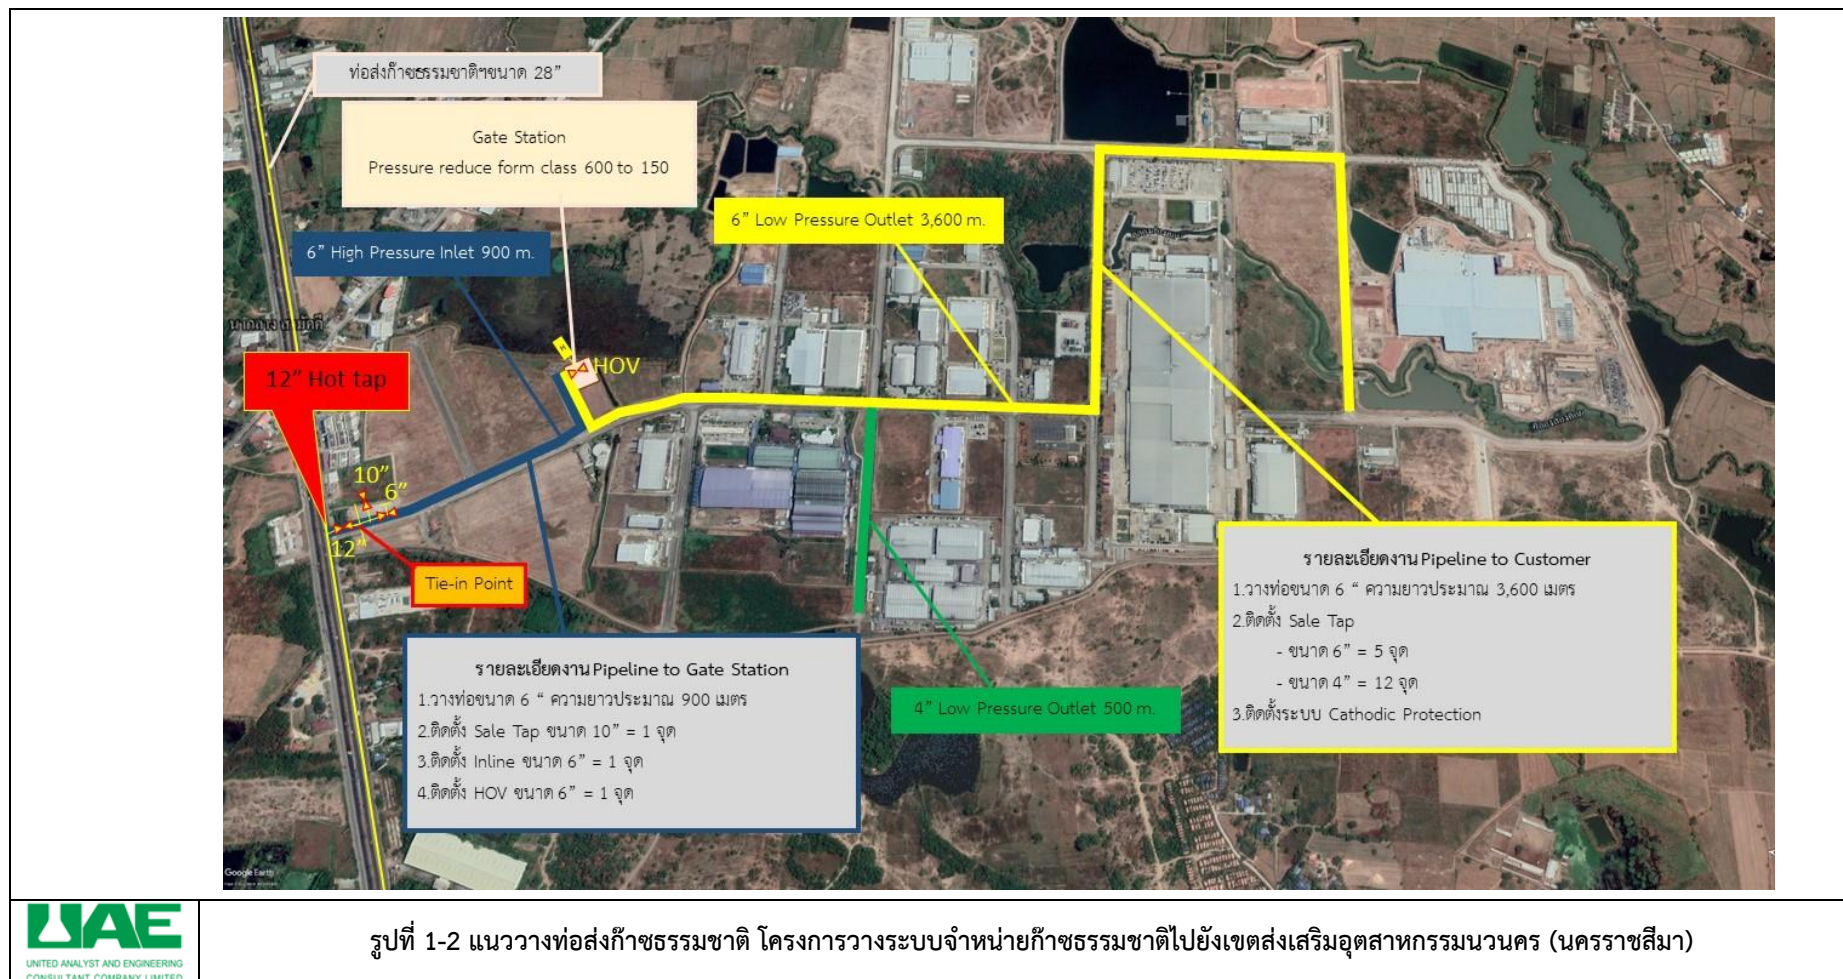 ท่อส่งก๊าซธรรมชาติฯขนาด 28”
Gate Station
Pressure reduce form class 600 to 150
6” Low Pressure Outlet 3,600 m.
6” High Pressure Inlet 900 m.
HOV
12” Hot tap
10”
6”
12”
Tie-in Point
รายละเอียดงาน Pipeline to Gate Station
1.วางท่อขนาด 6 “ ความยาวประมาณ 900 เมตร
2.ติดตั้ง Sale Tap ขนาด 10” = 1 จุด
3.ติดตั้ง Inline ขนาด 6” = 1 จุด
4.ติดตั้ง HOV ขนาด 6” = 1 จุด
4” Low Pressure Outlet 500 m.
รายละเอียดงาน Pipeline to Customer
1.วางท่อขนาด 6 “ ความยาวประมาณ 3,600 เมตร
2.ติดตั้ง Sale Tap
- ขนาด 6” = 5 จุด
- ขนาด 4” = 12 จุด
3.ติดตั้งระบบ Cathodic Protection
Google Earth
UAE
UNITED ANALYST AND ENGINEERING
CONSULTANT COMPANY LIMITED
รูปที่ 1-2 แนววางท่อส่งก๊าซธรรมชาติ โครงการวางระบบจำหน่ายก๊าซธรรมชาติไปยังเขตส่งเสริมอุตสาหกรรมนวนคร (นครราชสีมา)